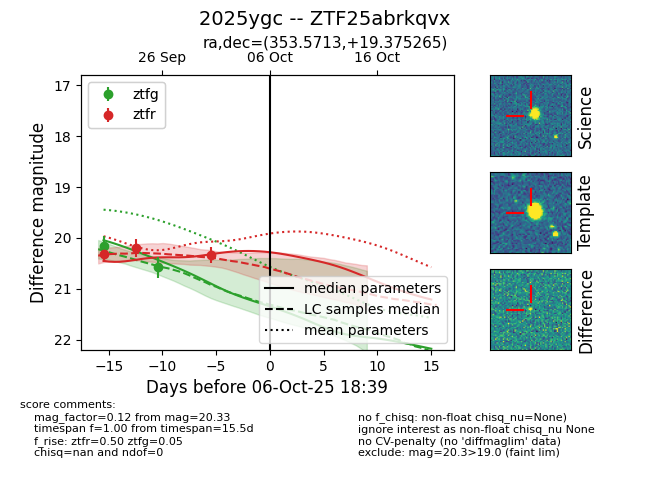 2025ygc -- ZTF25abrkqvx
ra,dec=(353.5713,+19.375265)
26 Sep 06 Oct 16 Oct
ztfg
ztfr
17
18
19
20
21
22
Difference magnitude
median parameters
LC samples median
mean parameters
−15 −10 −5 0 5 10 15
Days before 06-Oct-25 18:39
Science
Template
Difference
score comments:
mag_factor=0.12 from mag=20.33
timespan f=1.00 from timespan=15.5d
f_rise: ztfr=0.50 ztfg=0.05
chisq=nan and ndof=0
no f_chisq: non-float chisq_nu=None)
ignore interest as non-float chisq_nu None
no CV-penalty (no 'diffmaglim' data)
exclude: mag=20.3>19.0 (faint lim)